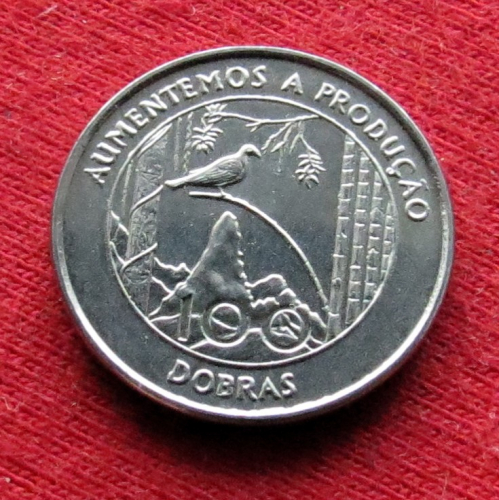 AUMENTEMOS A PRODUÇÃO
100
DOBRAS